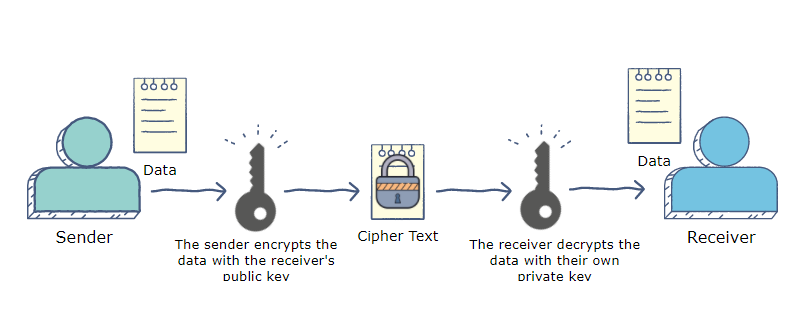 Data
Sender
The sender encrypts the
data with the receiver's
public key
Cipher Text
The receiver decrypts the
data with their own
private key
Data
Receiver